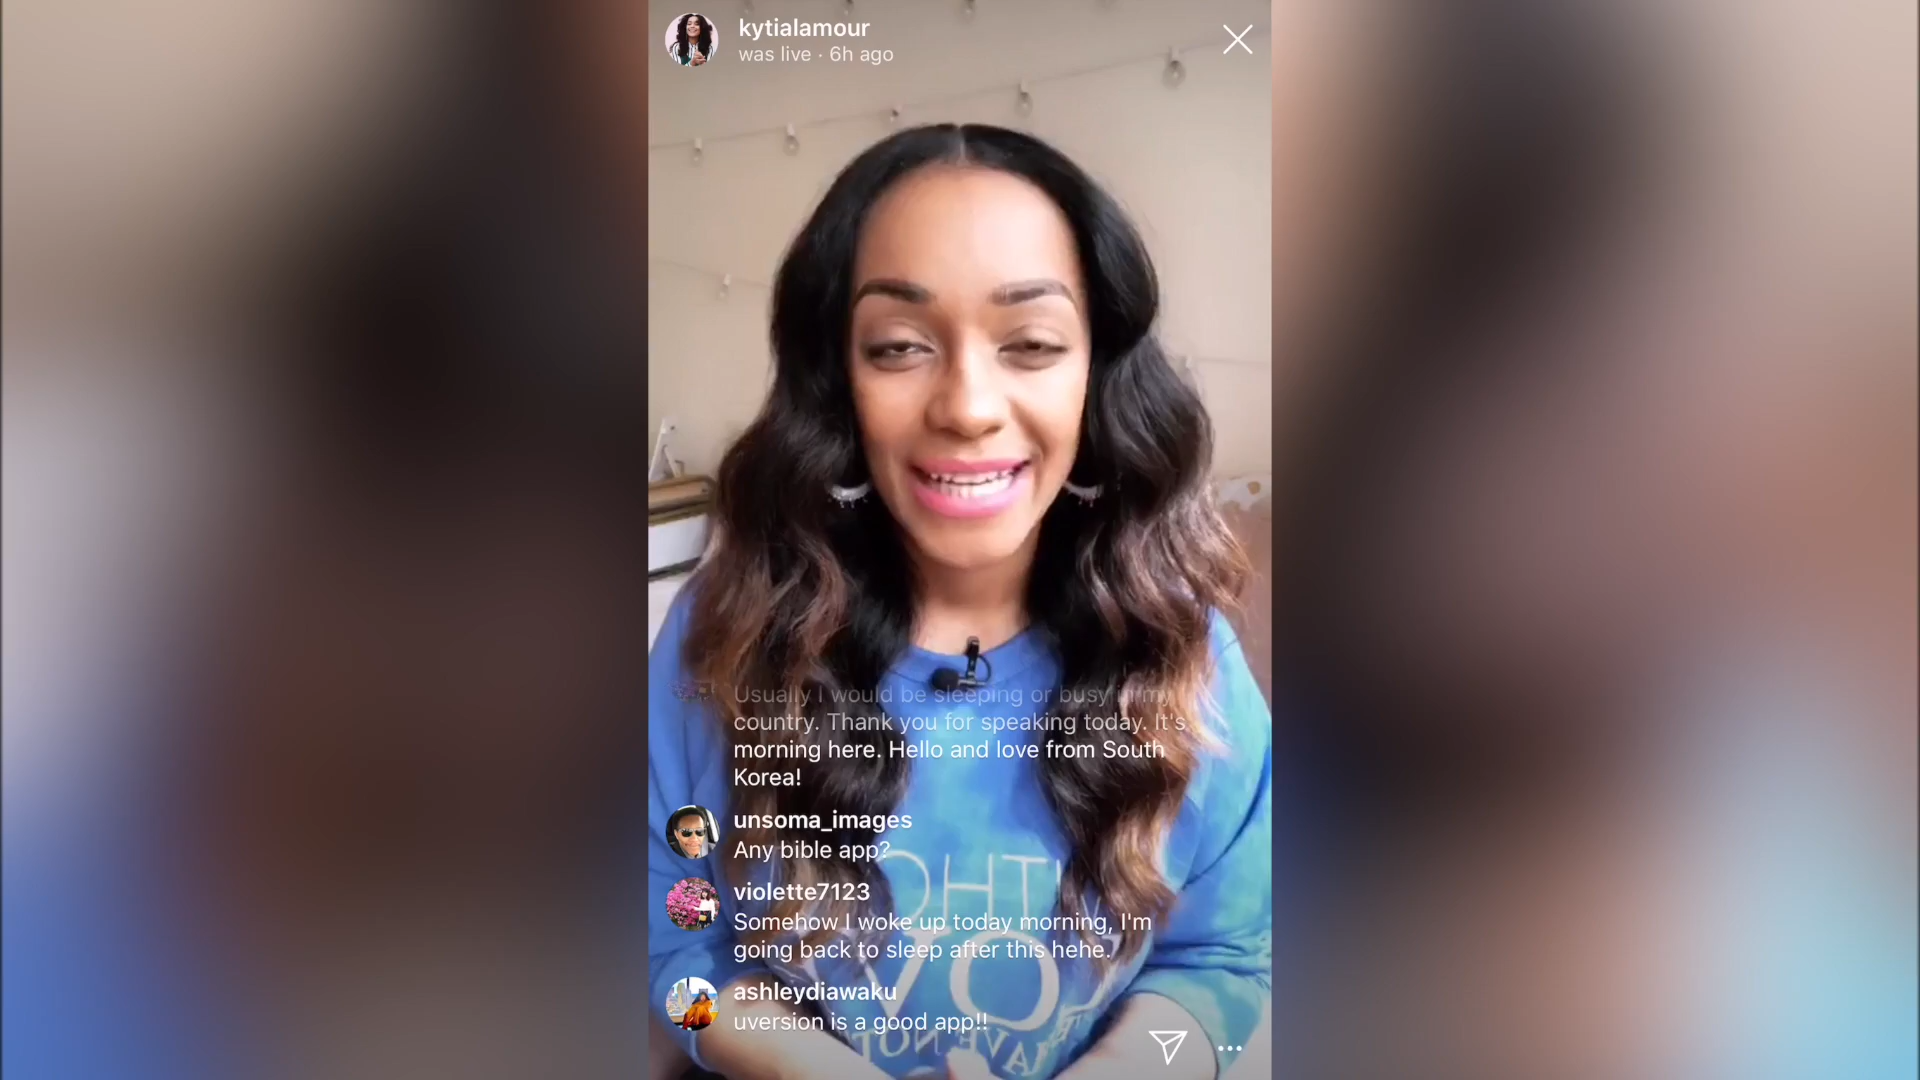 kytialamour
was live · 6h ago
Usually I would be sleeping or busy in my
country. Thank you for speaking today. It's
morning here. Hello and love from South
Korea!
unsoma_images
Any bible app?
violette7123
Somehow I woke up today morning, I'm
going back to sleep after this hehe.
ashleydiawaku
uversion is a good app!!